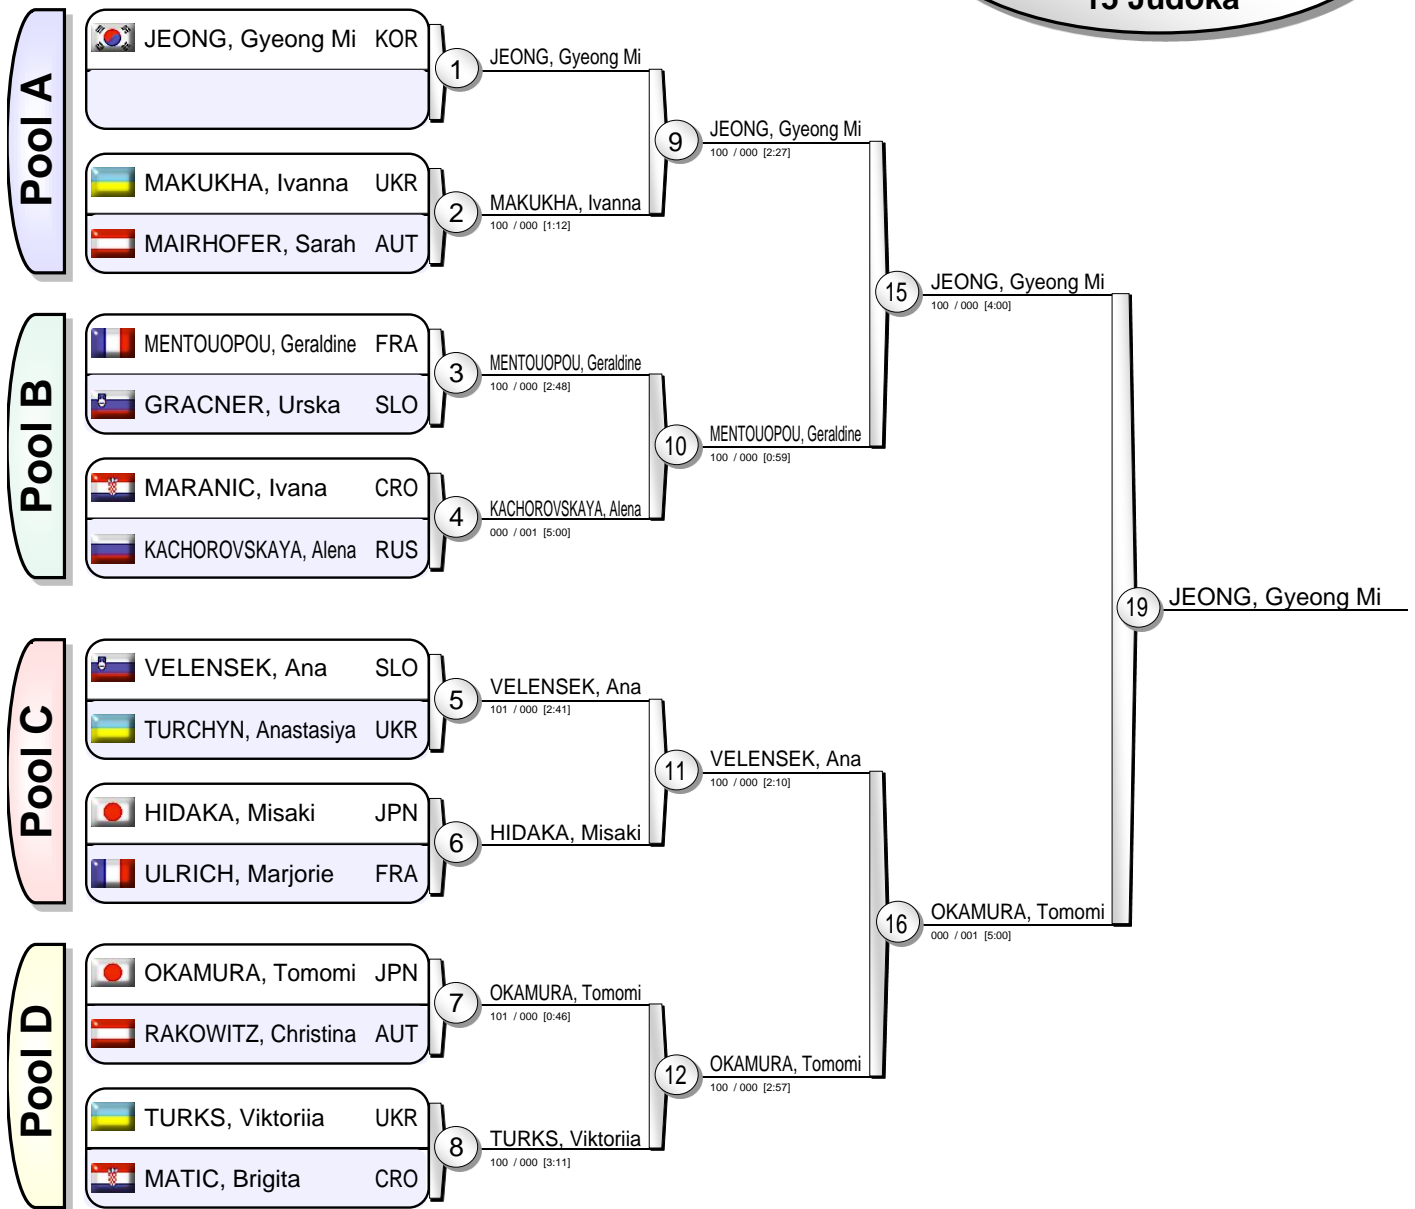 15 Judoka
Pool A
JEONG, Gyeong Mi KOR
MAKUKHA, Ivanna UKR
MAIRHOFER, Sarah AUT
Pool B
MENTOUOPOU, Geraldine FRA
GRACNER, Urska SLO
MARANIC, Ivana CRO
KACHOROVSKAYA, Alena RUS
Pool C
VELENSEK, Ana SLO
TURCHYN, Anastasiya UKR
HIDAKA, Misaki JPN
ULRICH, Marjorie FRA
Pool D
OKAMURA, Tomomi JPN
RAKOWITZ, Christina AUT
TURKS, Viktoriia UKR
MATIC, Brigita CRO
1 JEONG, Gyeong Mi
2 MAKUKHA, Ivanna
100 / 000 [1:12]
3 MENTOUOPOU, Geraldine
100 / 000 [2:48]
4 KACHOROVSKAYA, Alena
000 / 001 [5:00]
5 VELENSEK, Ana
101 / 000 [2:41]
6 HIDAKA, Misaki
7 OKAMURA, Tomomi
101 / 000 [0:46]
8 TURKS, Viktoriia
100 / 000 [3:11]
9 JEONG, Gyeong Mi
100 / 000 [2:27]
10 MENTOUOPOU, Geraldine
100 / 000 [0:59]
11 VELENSEK, Ana
100 / 000 [2:10]
12 OKAMURA, Tomomi
100 / 000 [2:57]
15 JEONG, Gyeong Mi
100 / 000 [4:00]
16 OKAMURA, Tomomi
000 / 001 [5:00]
19 JEONG, Gyeong Mi